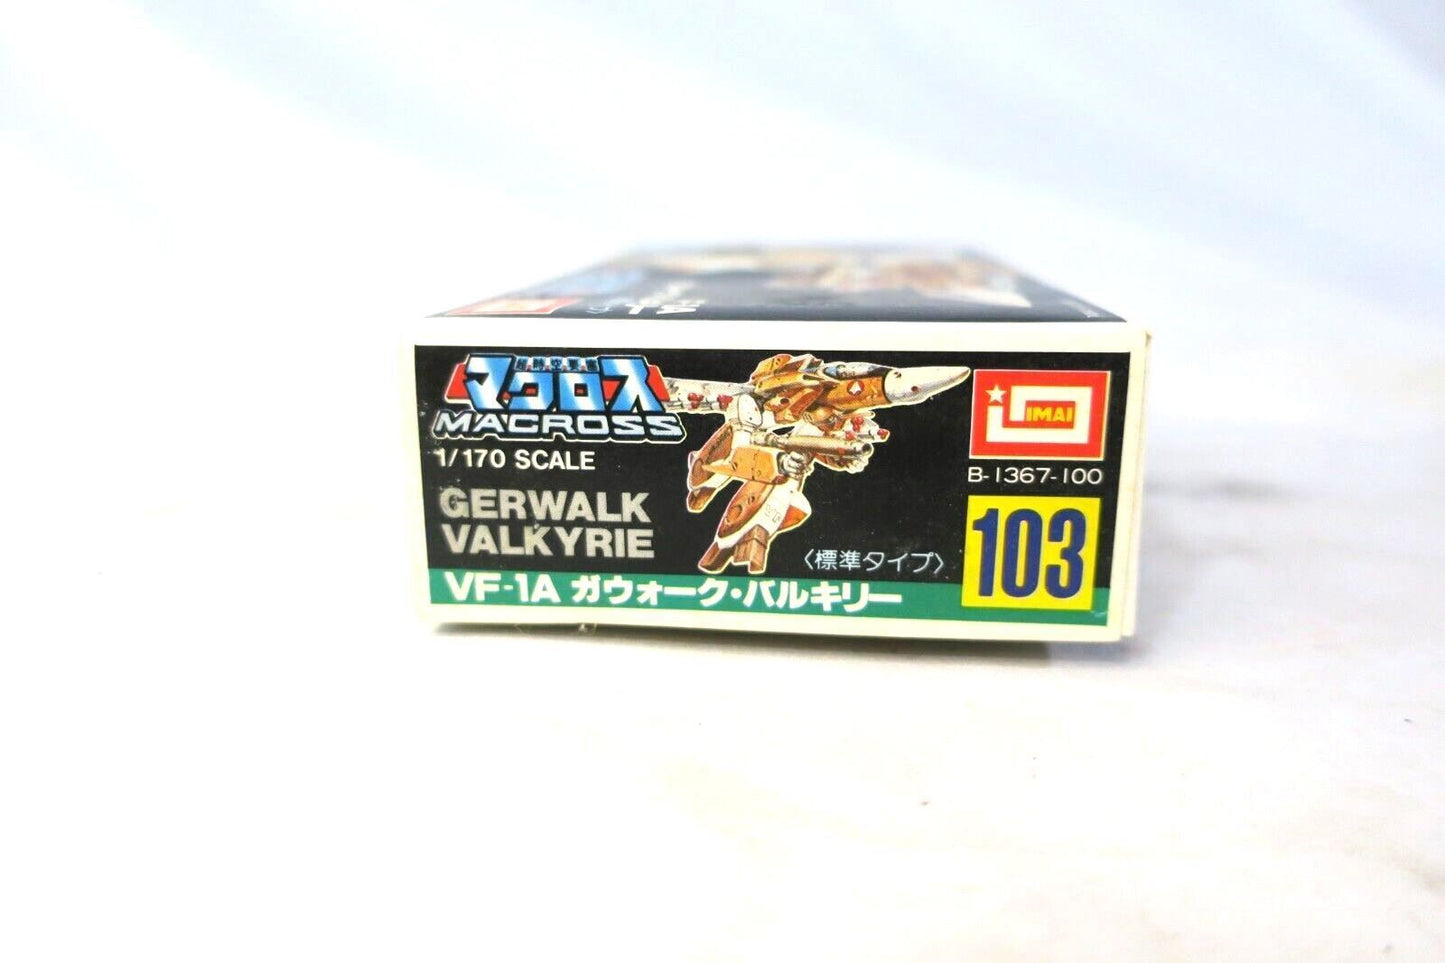 超時空要塞
マクロス
MACROSS
1/170 SCALE
GERWALK
VALKYRIE
〈標準タイプ〉
VF-1A ガウォーク・バルキリー
IMAI
B-1367-100
103